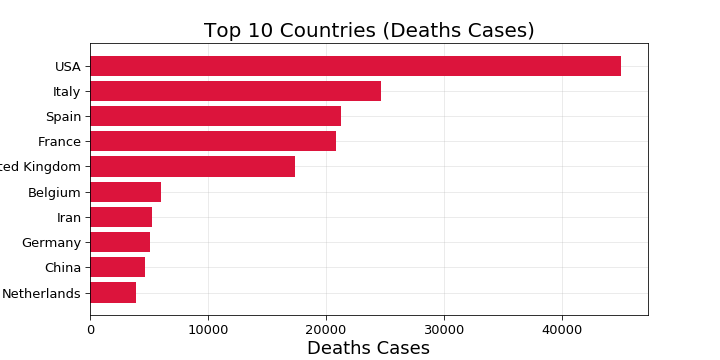 Top 10 Countries (Deaths Cases)
USA
Italy
Spain
France
ted Kingdom
Belgium
Iran
Germany
China
Netherlands
0 10000 20000 30000 40000
Deaths Cases